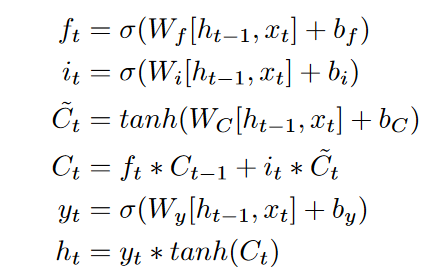 f_t = σ(W_f[h_{t−1}, x_t] + b_f)
i_t = σ(W_i[h_{t−1}, x_t] + b_i)
C̃_t = tanh(W_C[h_{t−1}, x_t] + b_C)
C_t = f_t * C_{t−1} + i_t * C̃_t
y_t = σ(W_y[h_{t−1}, x_t] + b_y)
h_t = y_t * tanh(C_t)